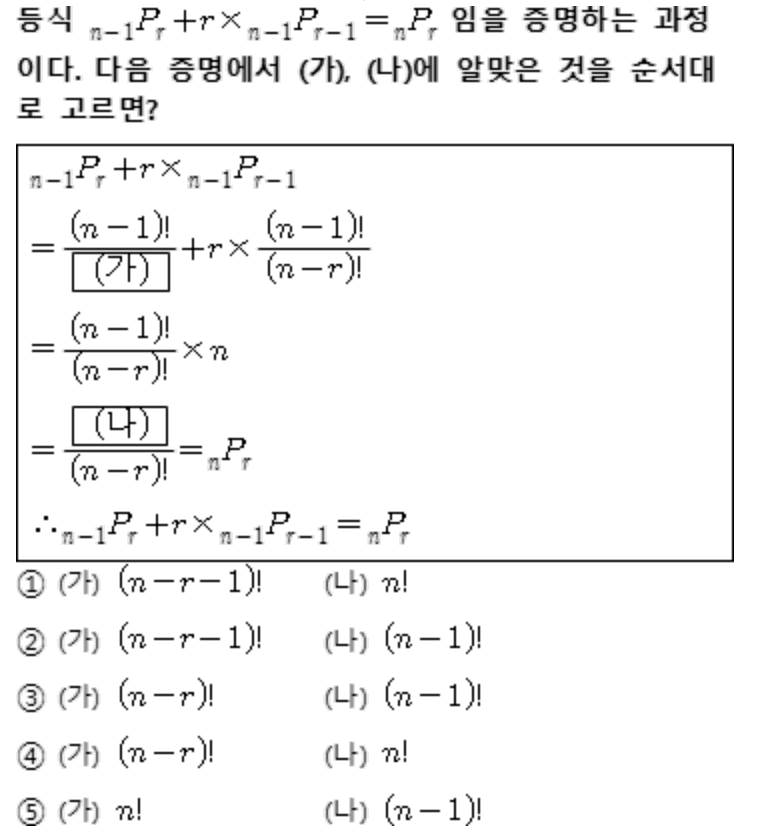 등식 ₙ₋₁Pᵣ+r×ₙ₋₁Pᵣ₋₁=ₙPᵣ 임을 증명하는 과정
이다. 다음 증명에서 (가), (나)에 알맞은 것을 순서대
로 고르면?
ₙ₋₁Pᵣ+r×ₙ₋₁Pᵣ₋₁
= (n-1)!/(가) + r × (n-1)!/(n-r)!
= (n-1)!/(n-r)! × n
= (나)/(n-r)! = ₙPᵣ
∴ₙ₋₁Pᵣ+r×ₙ₋₁Pᵣ₋₁=ₙPᵣ
① (가) (n-r-1)! (나) n!
② (가) (n-r-1)! (나) (n-1)!
③ (가) (n-r)! (나) (n-1)!
④ (가) (n-r)! (나) n!
⑤ (가) n! (나) (n-1)!